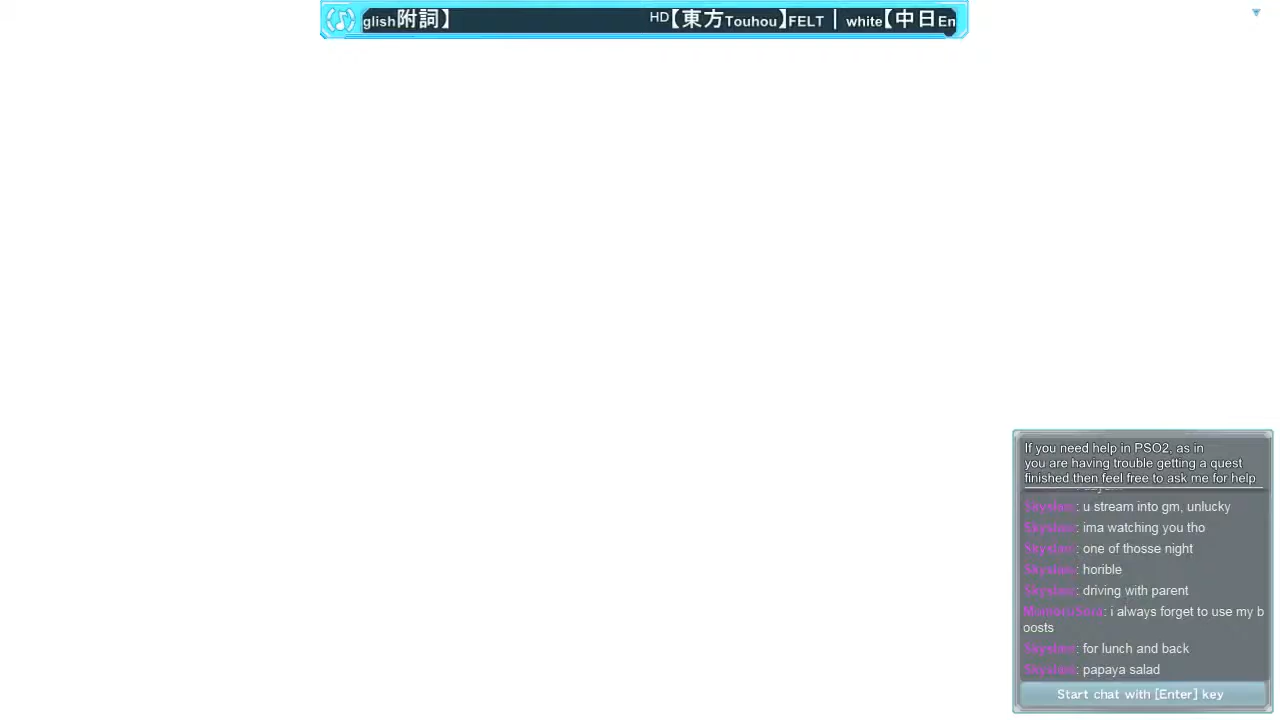 glish附詞】 HD【東方Touhou】FELT | white【中日En
If you need help in PSO2, as in
you are having trouble getting a quest
finished then feel free to ask me for help
: u stream into gm, unlucky
: ima watching you tho
: one of thosse night
: horible
: driving with parent
: i always forget to use my b
oosts
: for lunch and back
: papaya salad
Start chat with [Enter] key